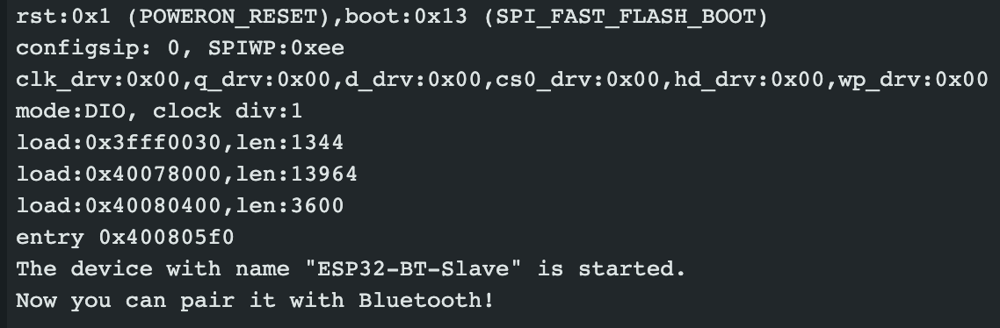 rst:0x1 (POWERON_RESET),boot:0x13 (SPI_FAST_FLASH_BOOT)
configsip: 0, SPIWP:0xee
clk_drv:0x00,q_drv:0x00,d_drv:0x00,cs0_drv:0x00,hd_drv:0x00,wp_drv:0x00
mode:DIO, clock div:1
load:0x3fff0030,len:1344
load:0x40078000,len:13964
load:0x40080400,len:3600
entry 0x400805f0
The device with name "ESP32-BT-Slave" is started.
Now you can pair it with Bluetooth!